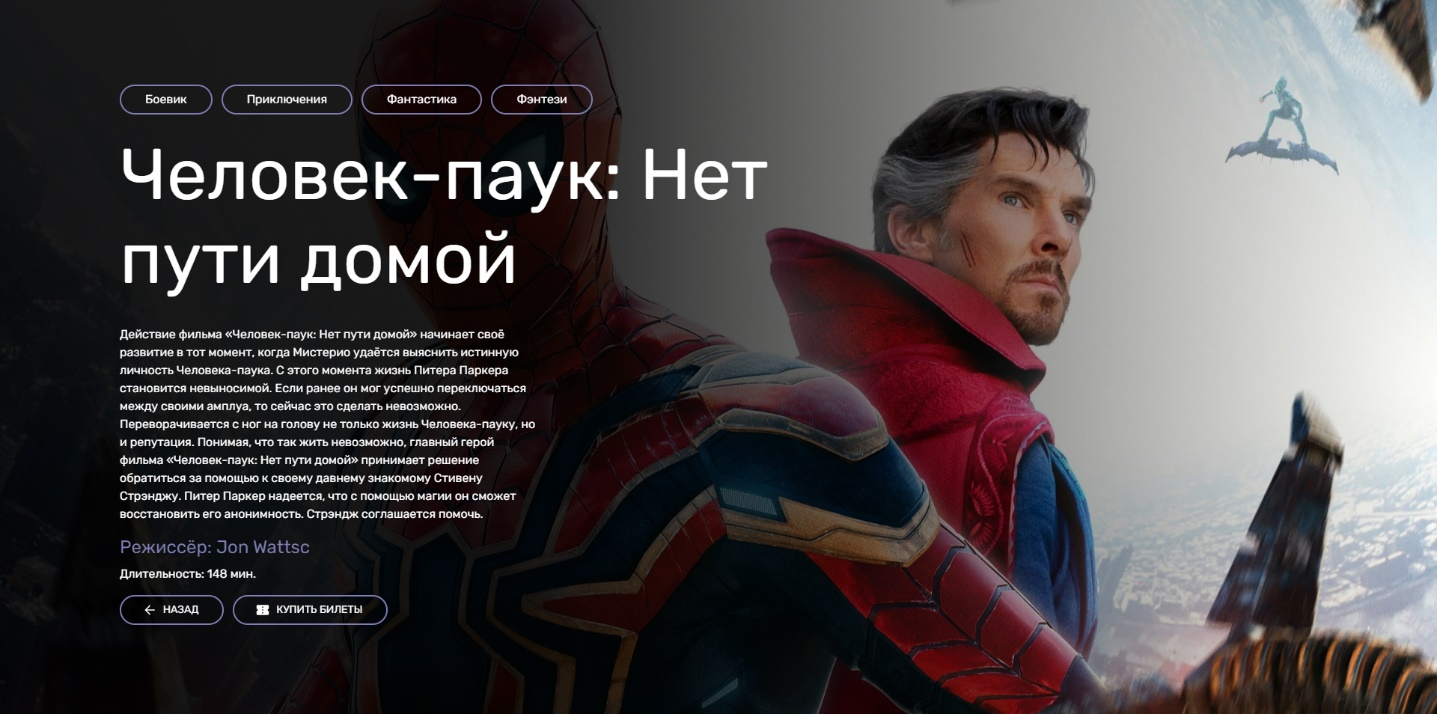 Боевик Приключения Фантастика Фэнтези
Человек-паук: Нет
пути домой
Действие фильма «Человек-паук: Нет пути домой» начинает своё
развитие в тот момент, когда Мистерио удаётся выяснить истинную
личность Человека-паука. С этого момента жизнь Питера Паркера
становится невыносимой. Если ранее он мог успешно переключаться
между своими амплуа, то сейчас это сделать невозможно.
Переворачивается с ног на голову не только жизнь Человека-пауку, но
и репутация. Понимая, что так жить невозможно, главный герой
фильма «Человек-паук: Нет пути домой» принимает решение
обратиться за помощью к своему давнему знакомому Стивену
Стрэнджу. Питер Паркер надеется, что с помощью магии он сможет
восстановить его анонимность. Стрэндж соглашается помочь.
Режиссёр: Jon Wattsc
Длительность: 148 мин.
НАЗАД КУПИТЬ БИЛЕТЫ